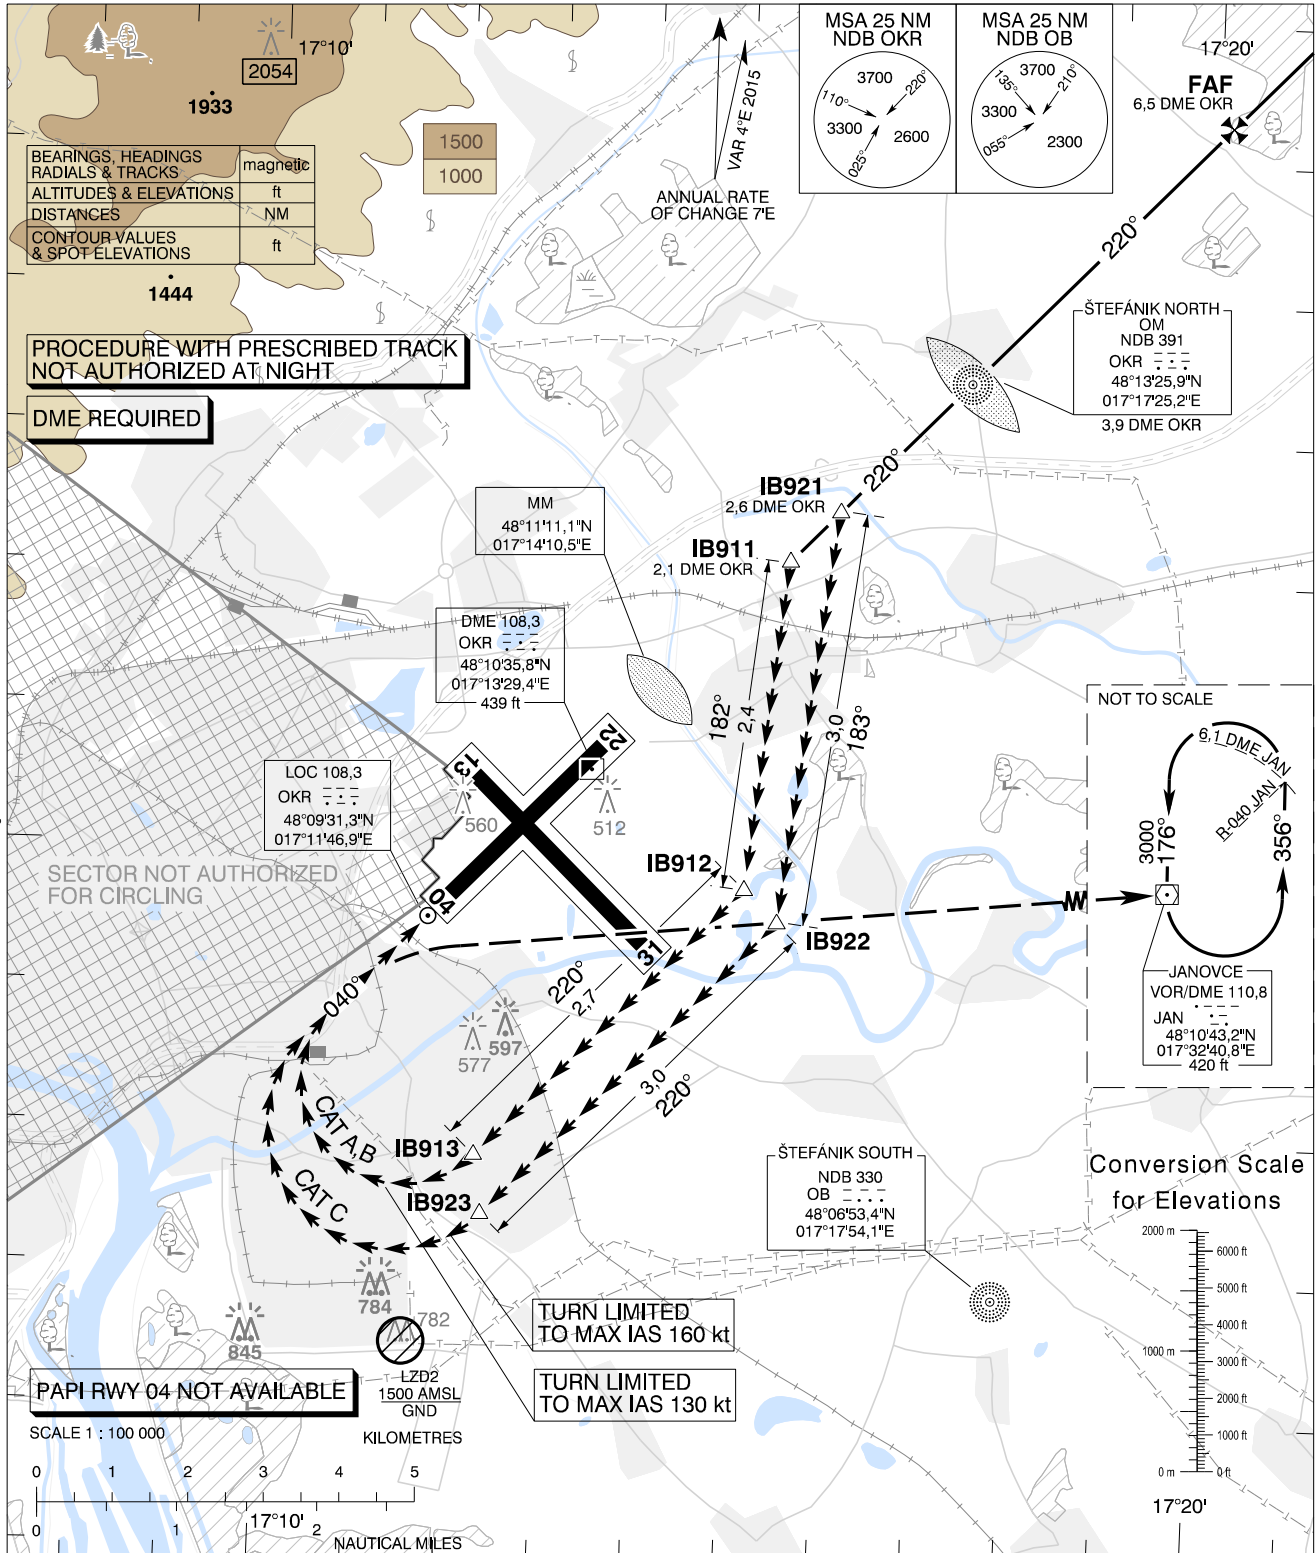 17°10'
2054
1933
MSA 25 NM
NDB OKR
3700
110°
220°
3300
2600
025°
MSA 25 NM
NDB OB
3700
135°
210°
3300
055°
2300
17°20'
FAF
6,5 DME OKR
VAR 4°E 2015
ANNUAL RATE
OF CHANGE 7'E
1500
1000
BEARINGS, HEADINGS
RADIALS & TRACKS
magnetic
ALTITUDES & ELEVATIONS
ft
DISTANCES
NM
CONTOUR VALUES
& SPOT ELEVATIONS
ft
1444
220°
PROCEDURE WITH PRESCRIBED TRACK
NOT AUTHORIZED AT NIGHT
DME REQUIRED
ŠTEFÁNIK NORTH
OM
NDB 391
OKR
48°13'25,9"N
017°17'25,2"E
3,9 DME OKR
220°
IB921
2,6 DME OKR
MM
48°11'11,1"N
017°14'10,5"E
IB911
2,1 DME OKR
DME 108,3
OKR
48°10'35,8"N
017°13'29,4"E
439 ft
182°
2,4
3,0
183°
NOT TO SCALE
6,1 DME JAN
R-040 JAN
3000
176°
356°
22
13
LOC 108,3
OKR
48°09'31,3"N
017°11'46,9"E
560
512
IB912
SECTOR NOT AUTHORIZED
FOR CIRCLING
04
31
IB922
JANOVCE
VOR/DME 110,8
JAN
48°10'43,2"N
017°32'40,8"E
420 ft
040°
220°
2,7
577
597
3,0
220°
CAT A,B
CAT C
IB913
IB923
ŠTEFÁNIK SOUTH
NDB 330
OB
48°06'53,4"N
017°17'54,1"E
Conversion Scale
for Elevations
2000 m
6000 ft
5000 ft
4000 ft
1000 m
3000 ft
2000 ft
1000 ft
0 m
0 ft
784
782
845
TURN LIMITED
TO MAX IAS 160 kt
TURN LIMITED
TO MAX IAS 130 kt
PAPI RWY 04 NOT AVAILABLE
LZD2
1500 AMSL
GND
SCALE 1 : 100 000
KILOMETRES
0 1 2 3 4 5
0 1 2
17°10'
NAUTICAL MILES
17°20'